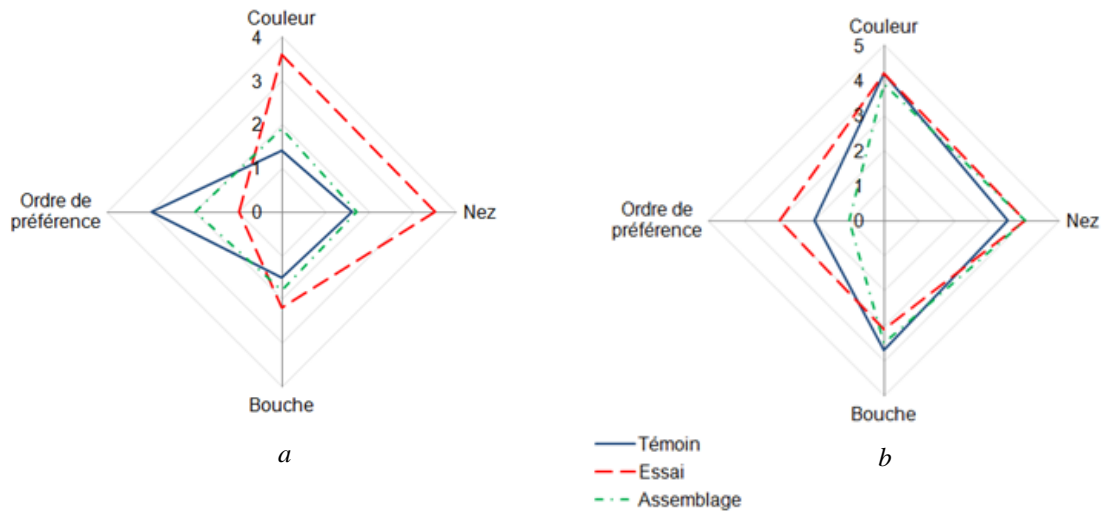 Couleur
4
3
2
1
0
Ordre de
préférence
Nez
Bouche
a
Couleur
5
4
3
2
1
0
Ordre de
préférence
Nez
Bouche
b
Témoin
Essai
Assemblage